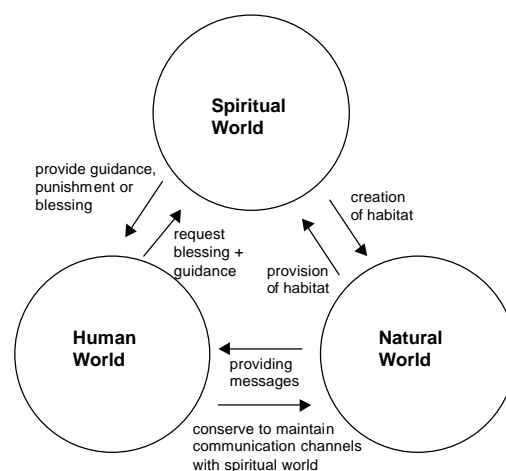 Spiritual
World
provide guidance,
punishment or
blessing
creation
of habitat
request
blessing +
guidance
provision
of habitat
Human
World
Natural
World
providing
messages
conserve to maintain
communication channels
with spiritual world